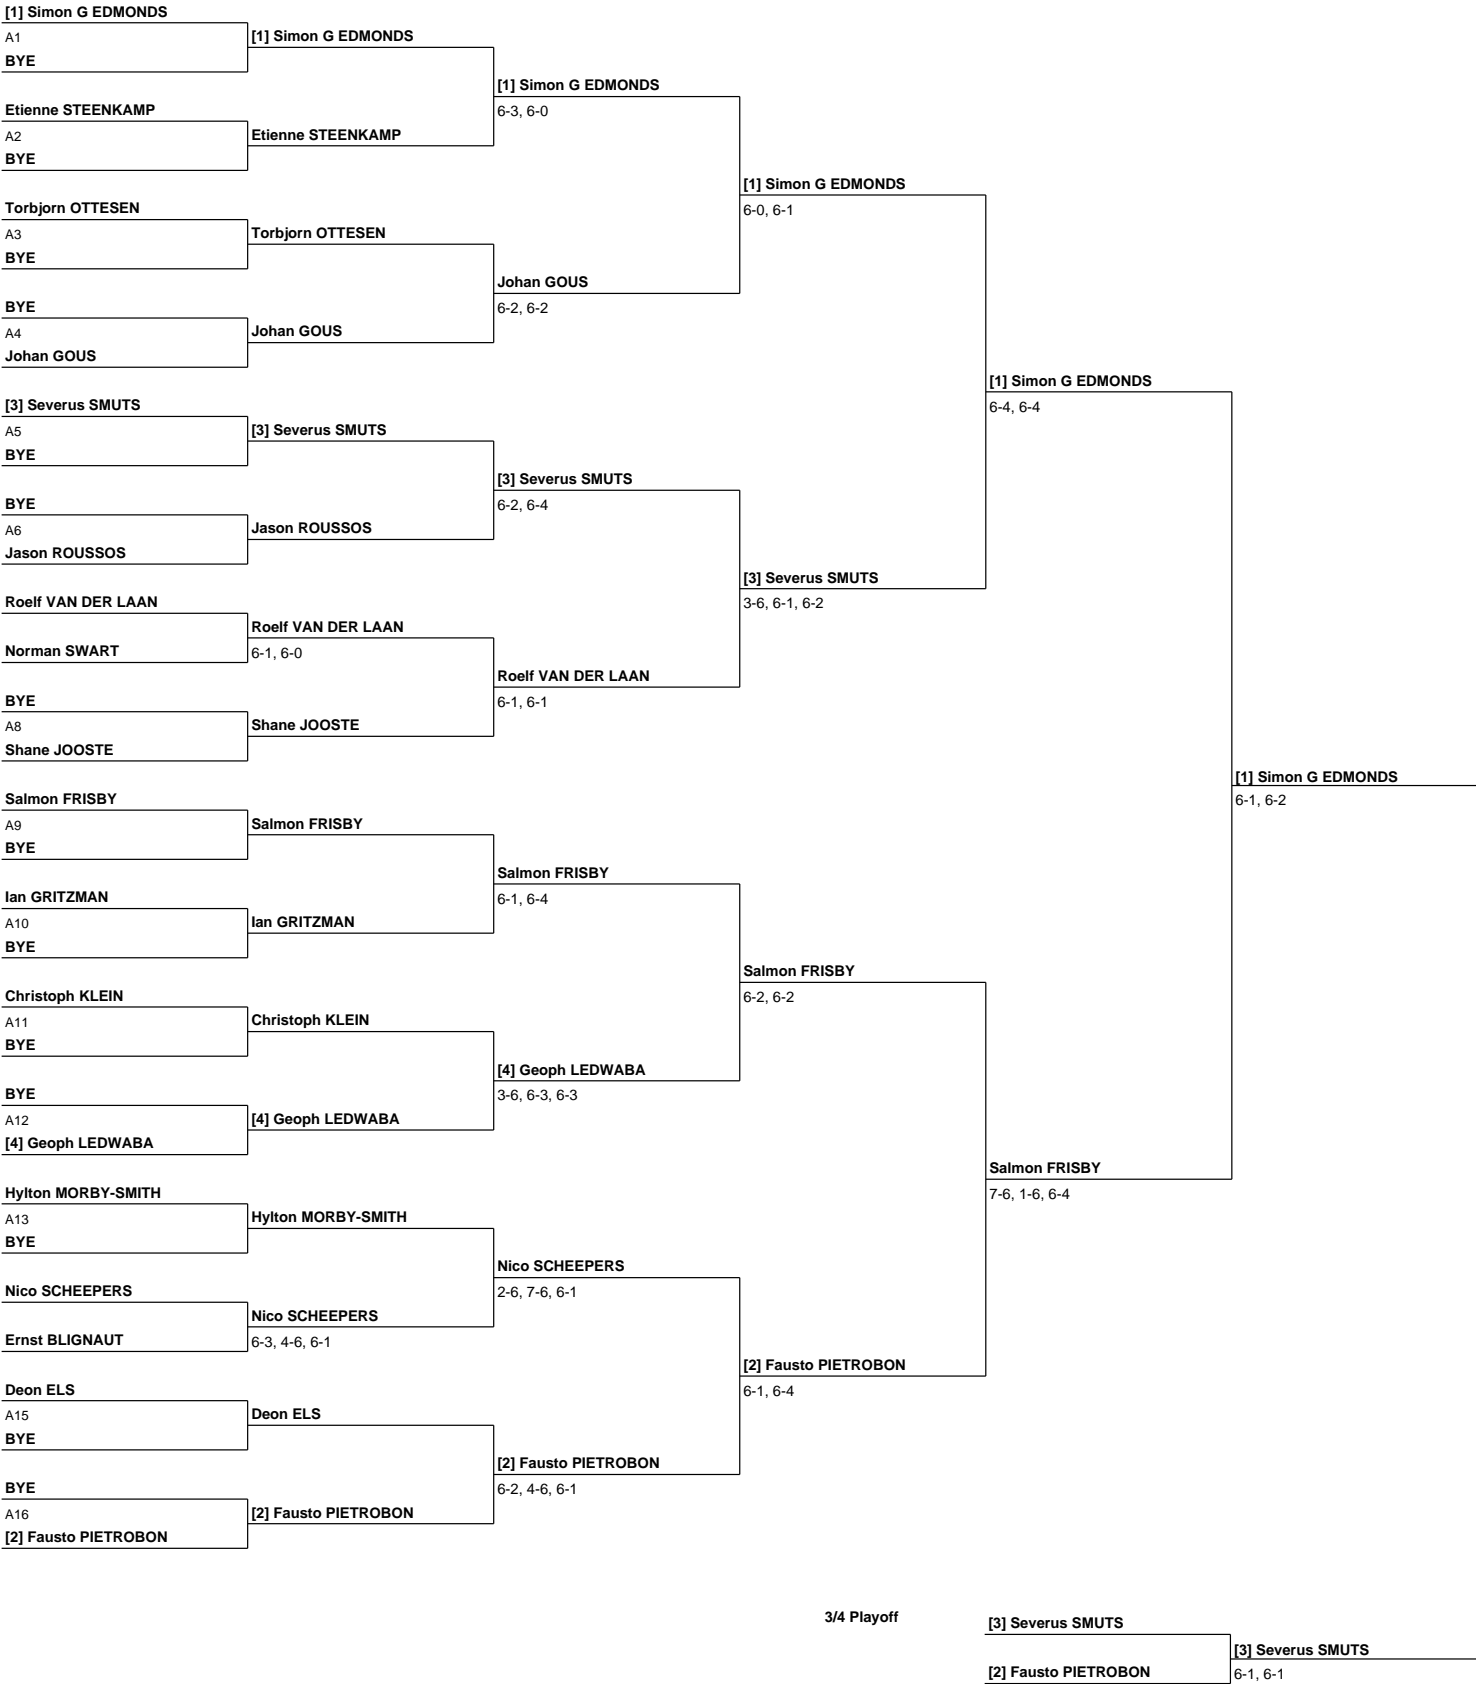 [1] Simon G EDMONDS
A1
BYE
[1] Simon G EDMONDS
Etienne STEENKAMP
A2
BYE
Etienne STEENKAMP
[1] Simon G EDMONDS
6-3, 6-0
Torbjorn OTTESEN
A3
BYE
Torbjorn OTTESEN
BYE
A4
Johan GOUS
Johan GOUS
Johan GOUS
6-2, 6-2
[1] Simon G EDMONDS
6-0, 6-1
[3] Severus SMUTS
A5
BYE
[3] Severus SMUTS
BYE
A6
Jason ROUSSOS
Jason ROUSSOS
[3] Severus SMUTS
6-2, 6-4
Roelf VAN DER LAAN
Norman SWART
Roelf VAN DER LAAN
6-1, 6-0
BYE
A8
Shane JOOSTE
Shane JOOSTE
Roelf VAN DER LAAN
6-1, 6-1
[3] Severus SMUTS
3-6, 6-1, 6-2
[1] Simon G EDMONDS
6-4, 6-4
Salmon FRISBY
A9
BYE
Salmon FRISBY
Ian GRITZMAN
A10
BYE
Ian GRITZMAN
Salmon FRISBY
6-1, 6-4
Christoph KLEIN
A11
BYE
Christoph KLEIN
BYE
A12
[4] Geoph LEDWABA
[4] Geoph LEDWABA
[4] Geoph LEDWABA
3-6, 6-3, 6-3
Salmon FRISBY
6-2, 6-2
Hylton MORBY-SMITH
A13
BYE
Hylton MORBY-SMITH
Nico SCHEEPERS
Ernst BLIGNAUT
Nico SCHEEPERS
6-3, 4-6, 6-1
Nico SCHEEPERS
2-6, 7-6, 6-1
Deon ELS
A15
BYE
Deon ELS
BYE
A16
[2] Fausto PIETROBON
[2] Fausto PIETROBON
[2] Fausto PIETROBON
6-2, 4-6, 6-1
[2] Fausto PIETROBON
6-1, 6-4
Salmon FRISBY
7-6, 1-6, 6-4
[1] Simon G EDMONDS
6-1, 6-2
3/4 Playoff
[3] Severus SMUTS
[2] Fausto PIETROBON
[3] Severus SMUTS
6-1, 6-1